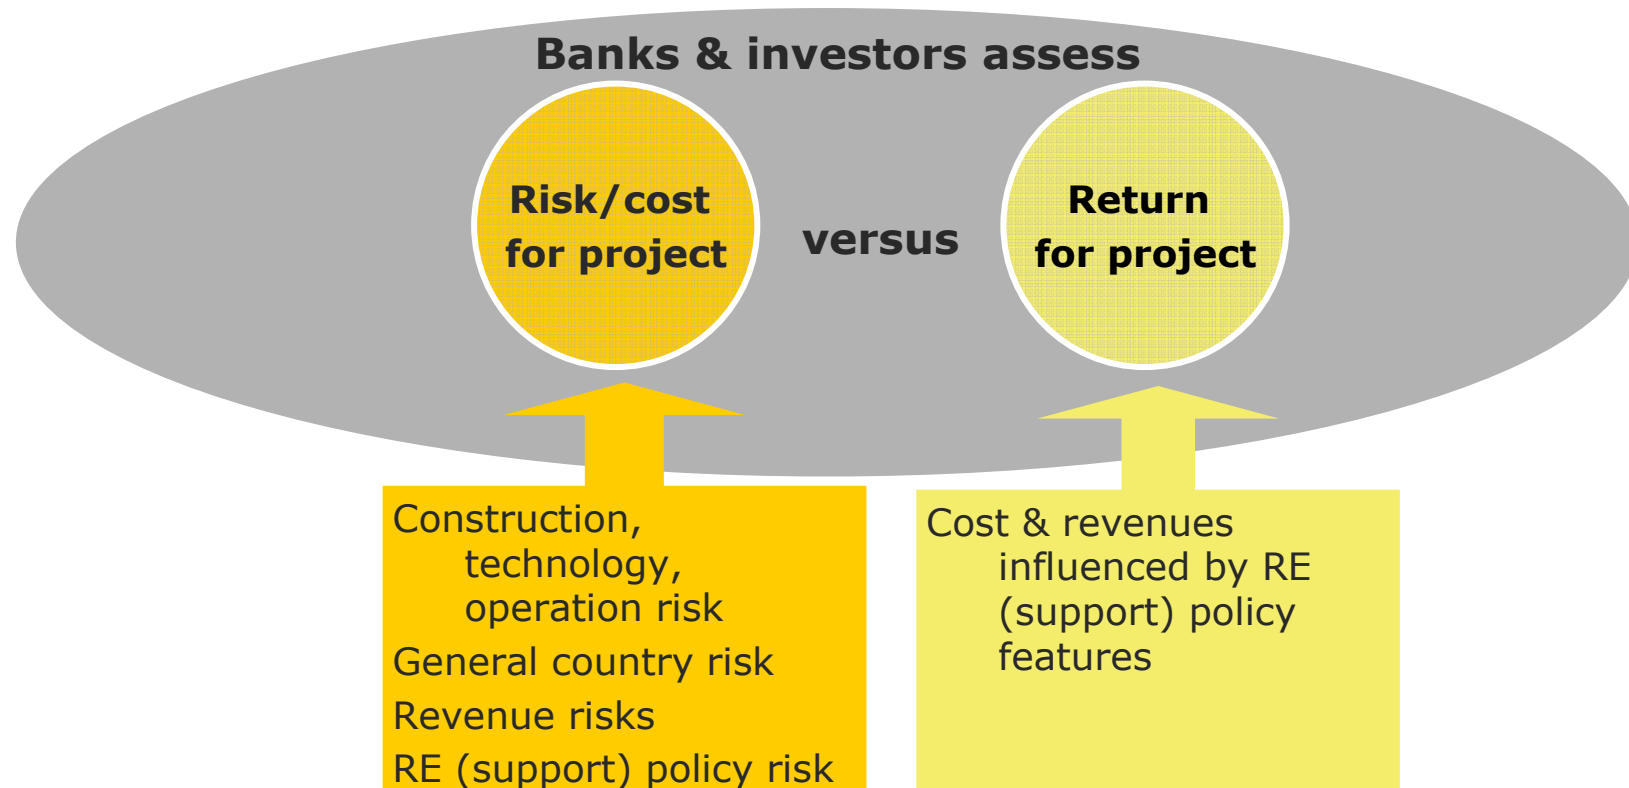 Banks & investors assess
Risk/cost
for project
versus
Return
for project
Construction,
technology,
operation risk
General country risk
Revenue risks
RE (support) policy risk
Cost & revenues
influenced by RE
(support) policy
features